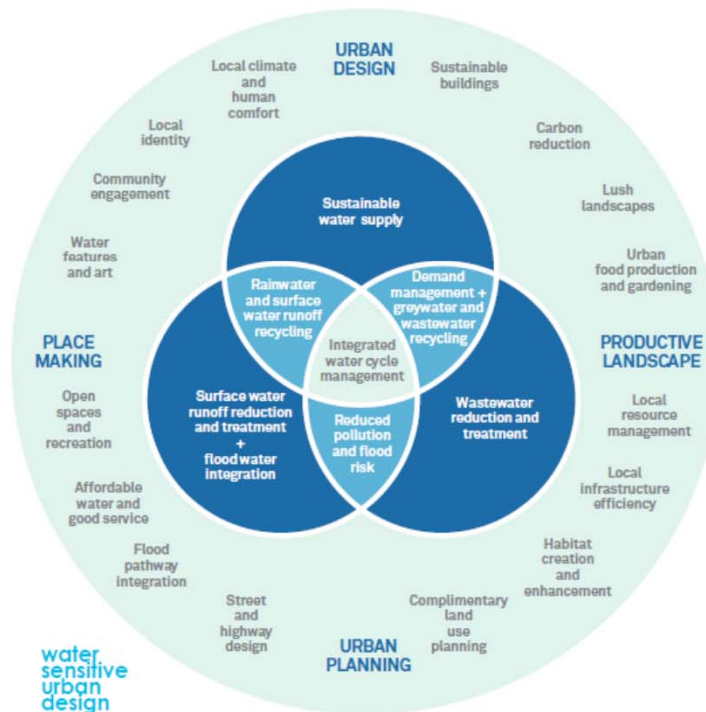 URBAN
DESIGN
Local climate
and
human
comfort
Sustainable
buildings
Local
identity
Carbon
reduction
Community
engagement
Lush
landscapes
Water
features
and art
Urban
food production
and gardening
PLACE
MAKING
PRODUCTIVE
LANDSCAPE
Open
spaces
and
recreation
Local
resource
management
Affordable
water and
good service
Local
infrastructure
efficiency
Flood
pathway
integration
Habitat
creation
and
enhancement
Street
and
highway
design
Complimentary
land
use
planning
URBAN
PLANNING
Sustainable
water supply
Rainwater
and surface
water runoff
recycling
Demand
management +
greywater and
wastewater
recycling
Integrated
water cycle
management
Surface water
runoff reduction
and treatment
+
flood water
integration
Reduced
pollution
and flood
risk
Wastewater
reduction and
treatment
water
sensitive
urban
design